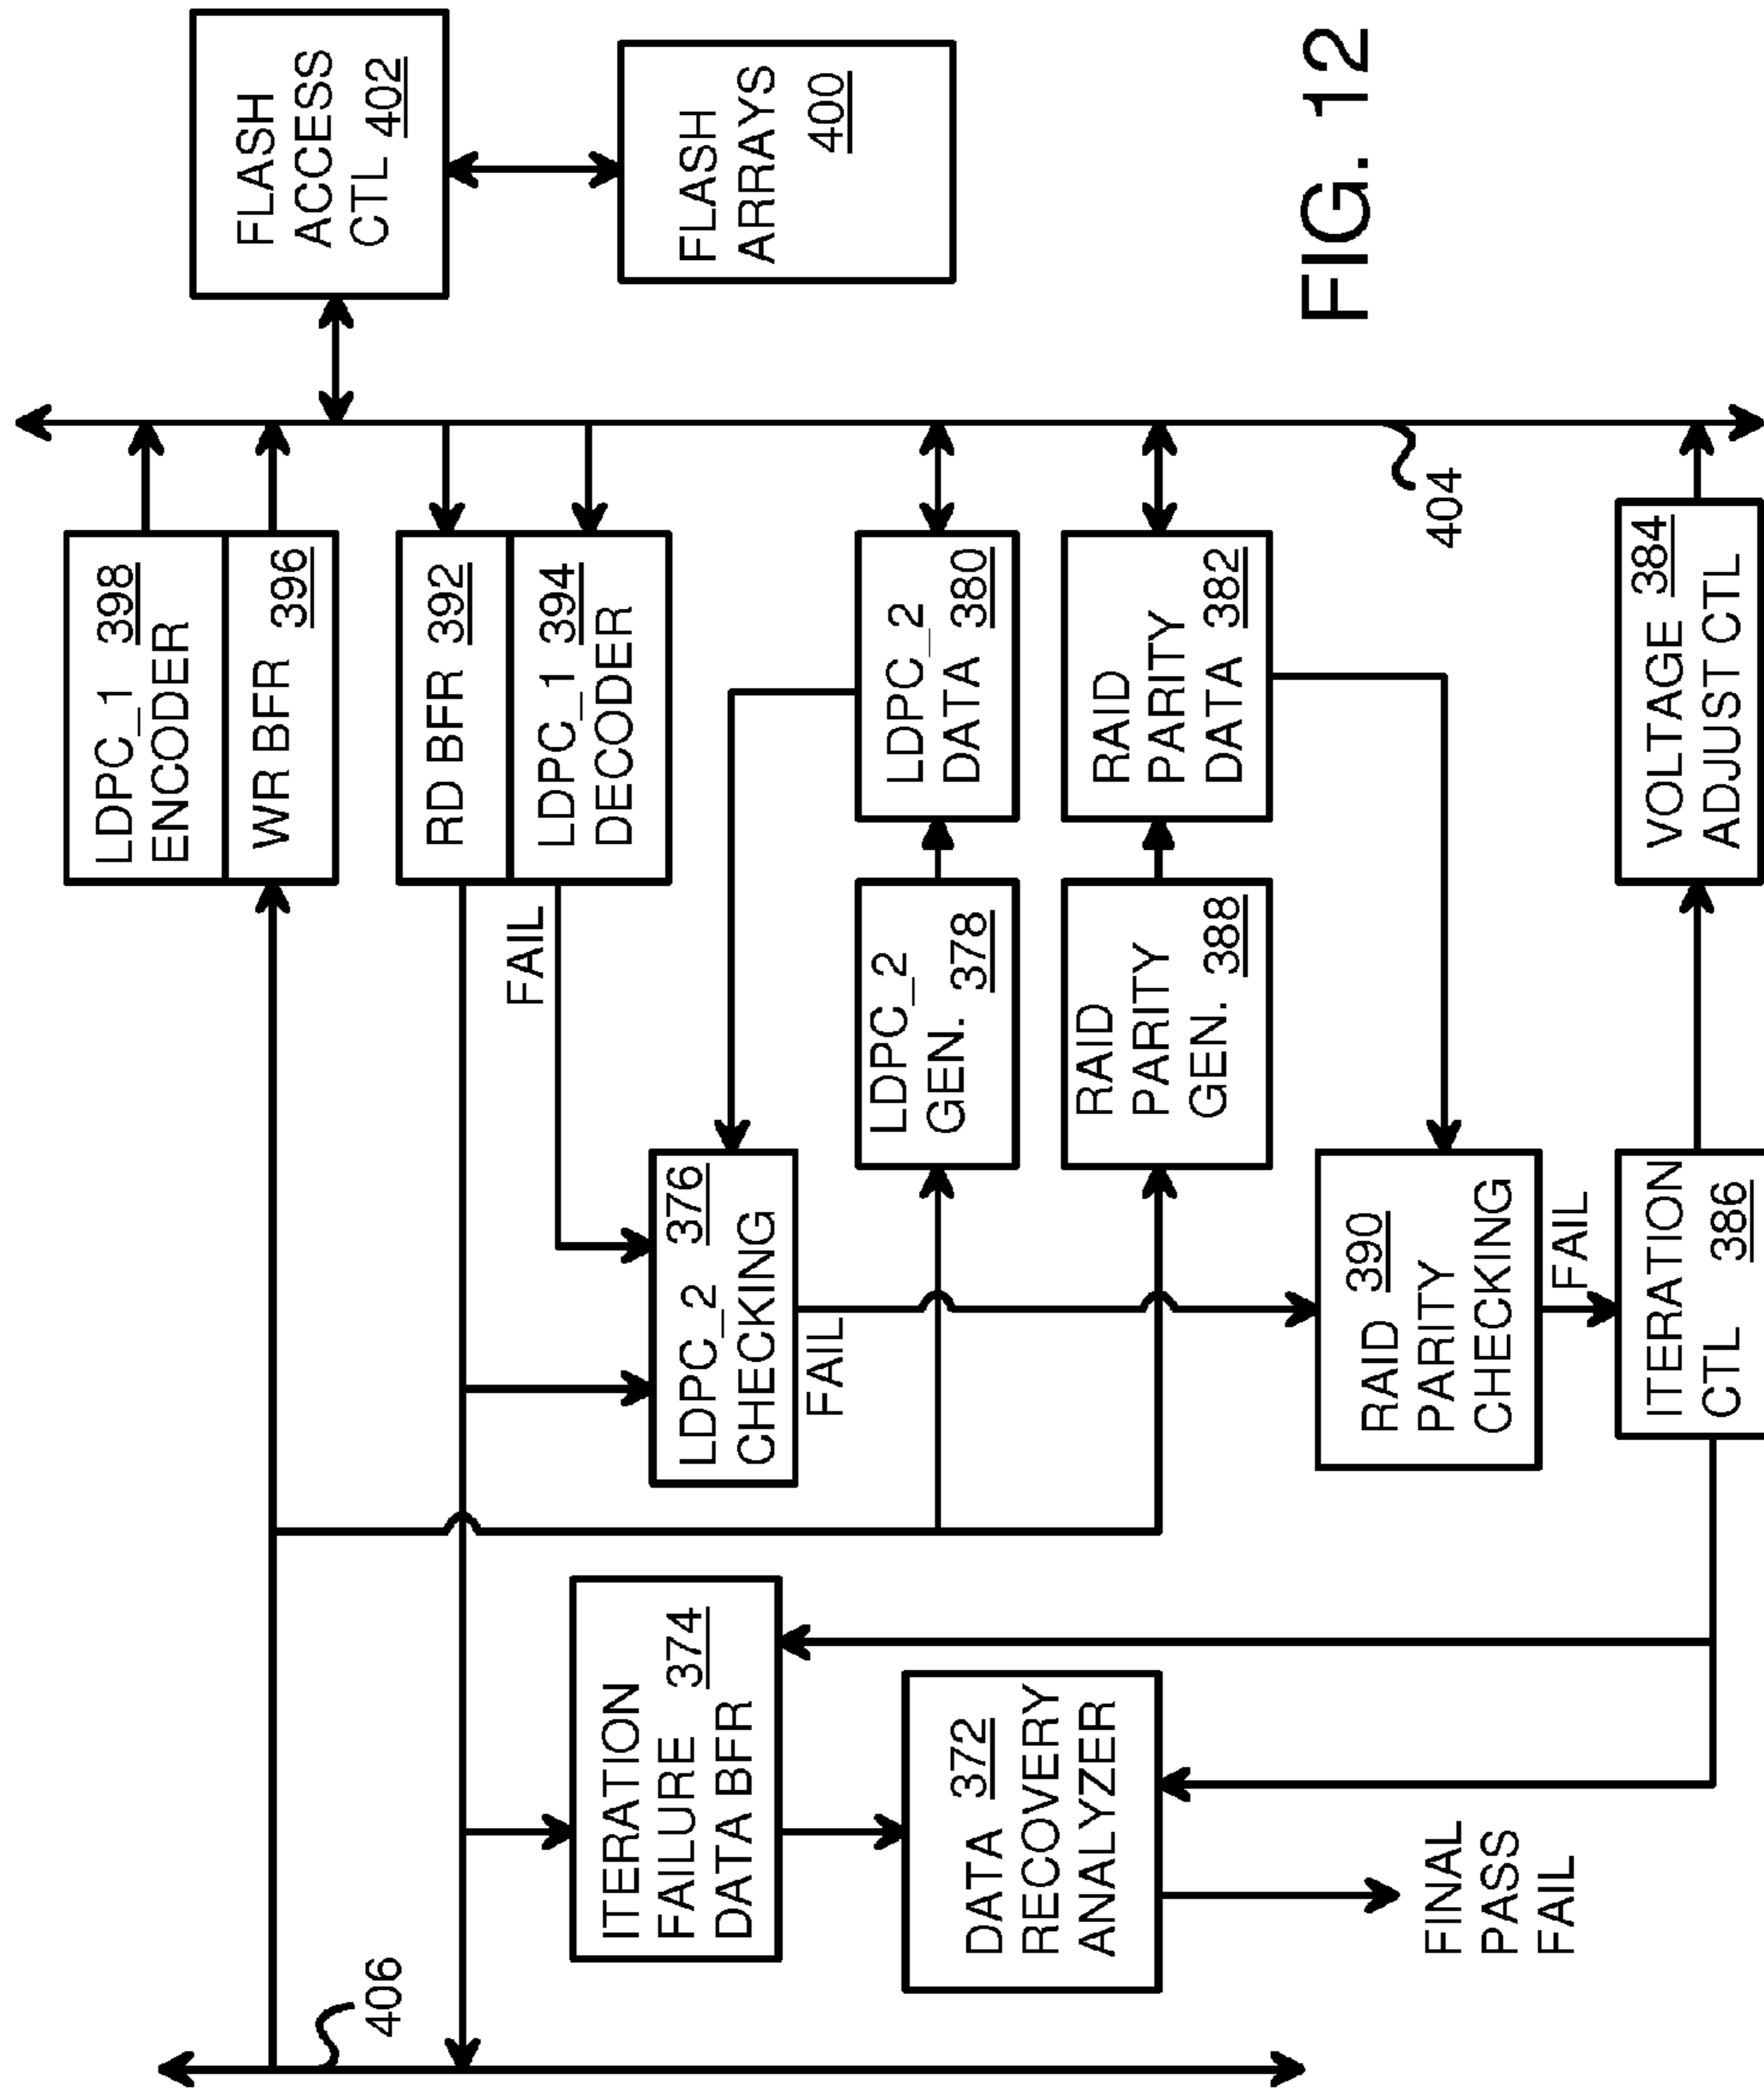 406
ITERATION
FAILURE 374
DATA BFR
DATA 372
RECOVERY
ANALYZER
FINAL
PASS
FAIL
LDPC_1 398
ENCODER
WR BFR 396
RD BFR 392
LDPC_1 394
DECODER
FAIL
LDPC_2 376
CHECKING
FAIL
LDPC_2
GEN. 378
LDPC_2
DATA 380
RAID
PARITY
GEN. 388
RAID
PARITY
DATA 382
RAID 390
PARITY
CHECKING
FAIL
ITERATION
CTL 386
VOLTAGE 384
ADJUST CTL
404
FLASH
ACCESS
CTL 402
FLASH
ARRAYS
400
FIG. 12